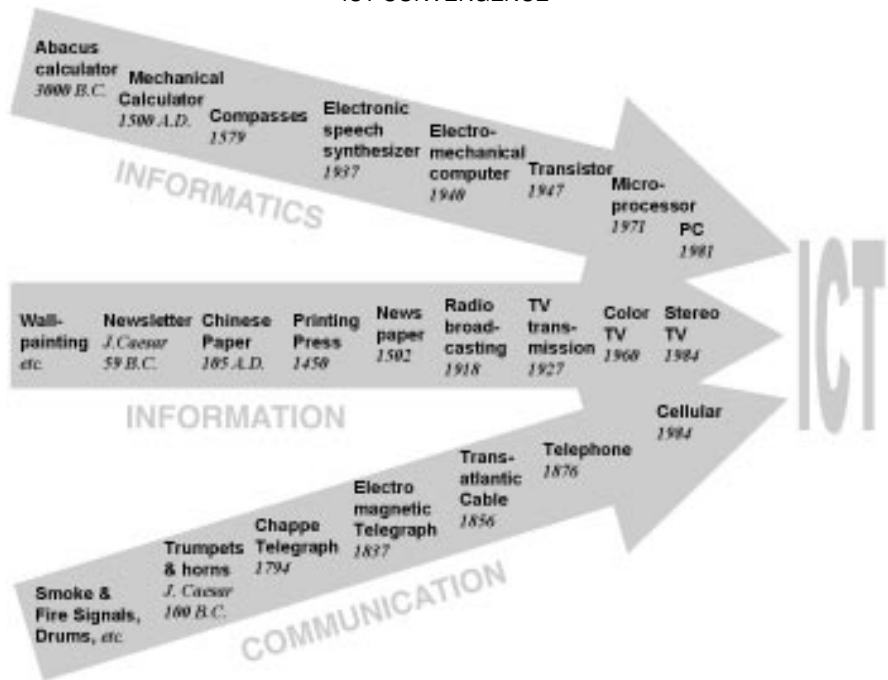 ICT CONVERGENCE
Abacus
calculator
3000 B.C.
Mechanical
Calculator
1500 A.D.
Compasses
1579
Electronic
speech
synthesizer
1937
Electro-
mechanical
computer
1940
Transistor
1947
Micro-
processor
1971
PC
1981
INFORMATICS
Wall-
painting
etc.
Newsletter
J.Caesar
59 B.C.
Chinese
Paper
105 A.D.
Printing
Press
1450
News
paper
1502
Radio
broad-
casting
1918
TV
trans-
mission
1927
Color
TV
1960
Stereo
TV
1984
INFORMATION
Smoke &
Fire Signals,
Drums, etc.
Trumpets
& horns
J. Caesar
100 B.C.
Chappe
Telegraph
1794
Electro
magnetic
Telegraph
1837
Trans-
atlantic
Cable
1856
Telephone
1876
Cellular
1984
COMMUNICATION
ICT